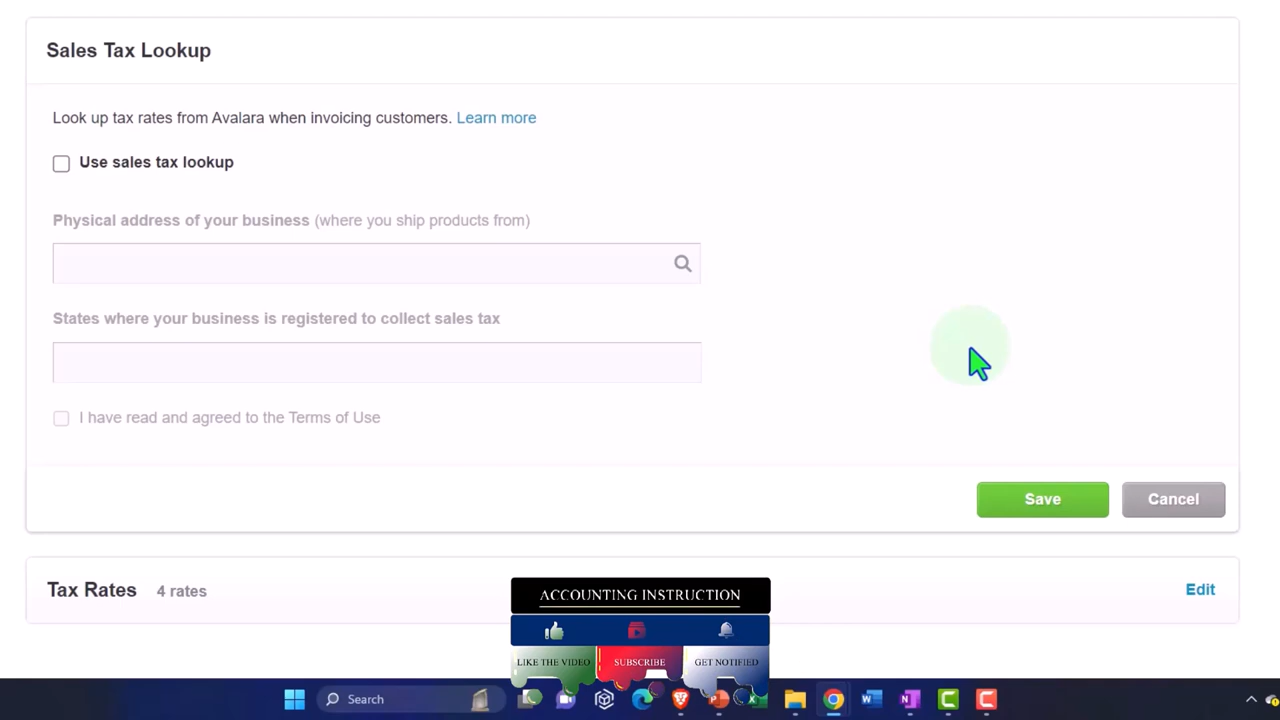 Sales Tax Lookup
Look up tax rates from Avalara when invoicing customers. Learn more
Use sales tax lookup
Physical address of your business (where you ship products from)
States where your business is registered to collect sales tax
I have read and agreed to the Terms of Use
Save Cancel
Tax Rates 4 rates Edit
ACCOUNTING INSTRUCTION
LIKE THE VIDEO SUBSCRIBE GET NOTIFIED
Search